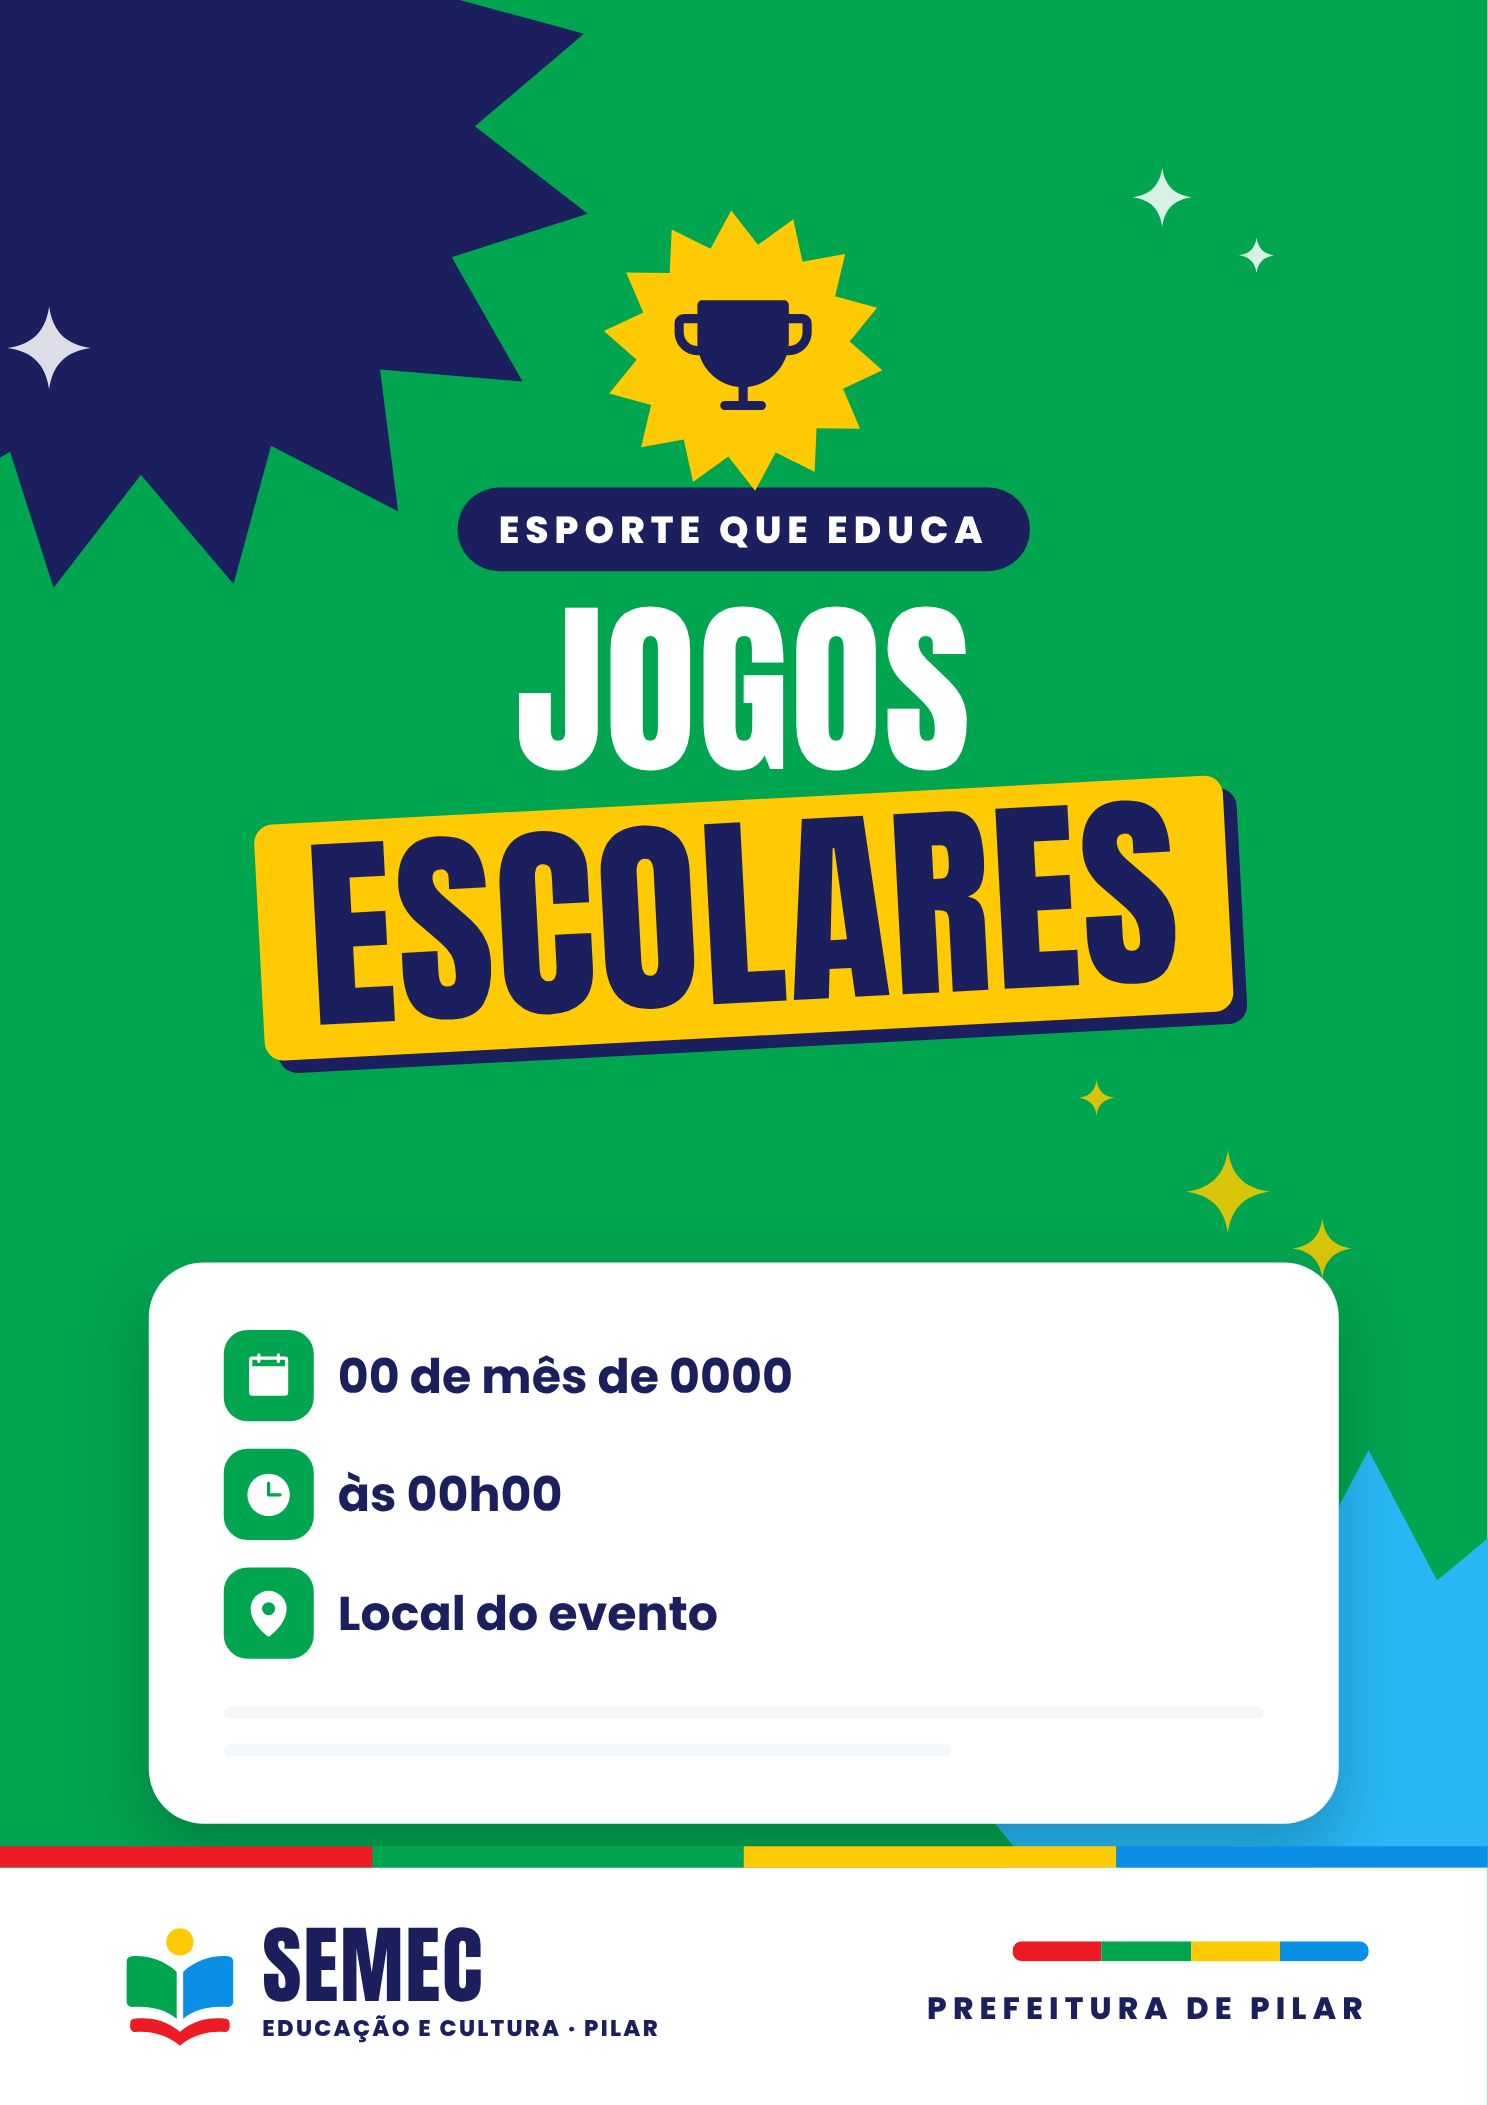 ESPORTE QUE EDUCA
JOGOS
ESCOLARES
00 de mês de 0000
às 00h00
Local do evento
SEMEC
EDUCAÇÃO E CULTURA · PILAR
PREFEITURA DE PILAR